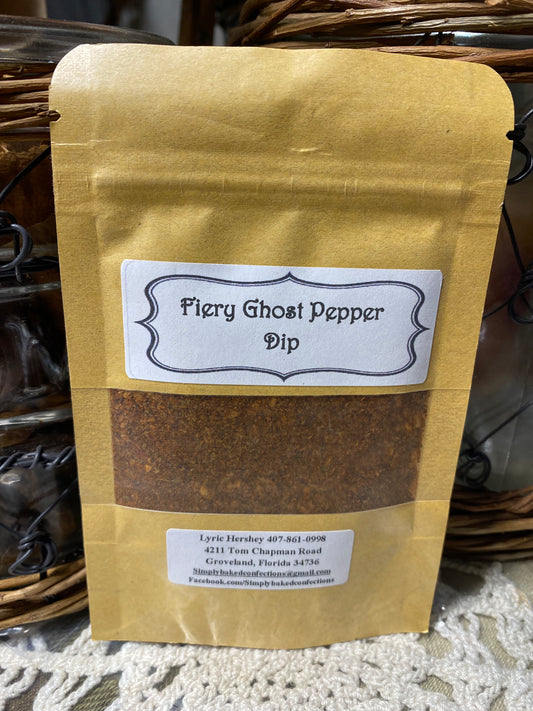 Fiery Ghost Pepper
Dip
Lyric Hershey 407-861-0998
4211 Tom Chapman Road
Groveland, Florida 34736
Simplybakedconfections@gmail.com
Facebook.com/Simplybakedconfections